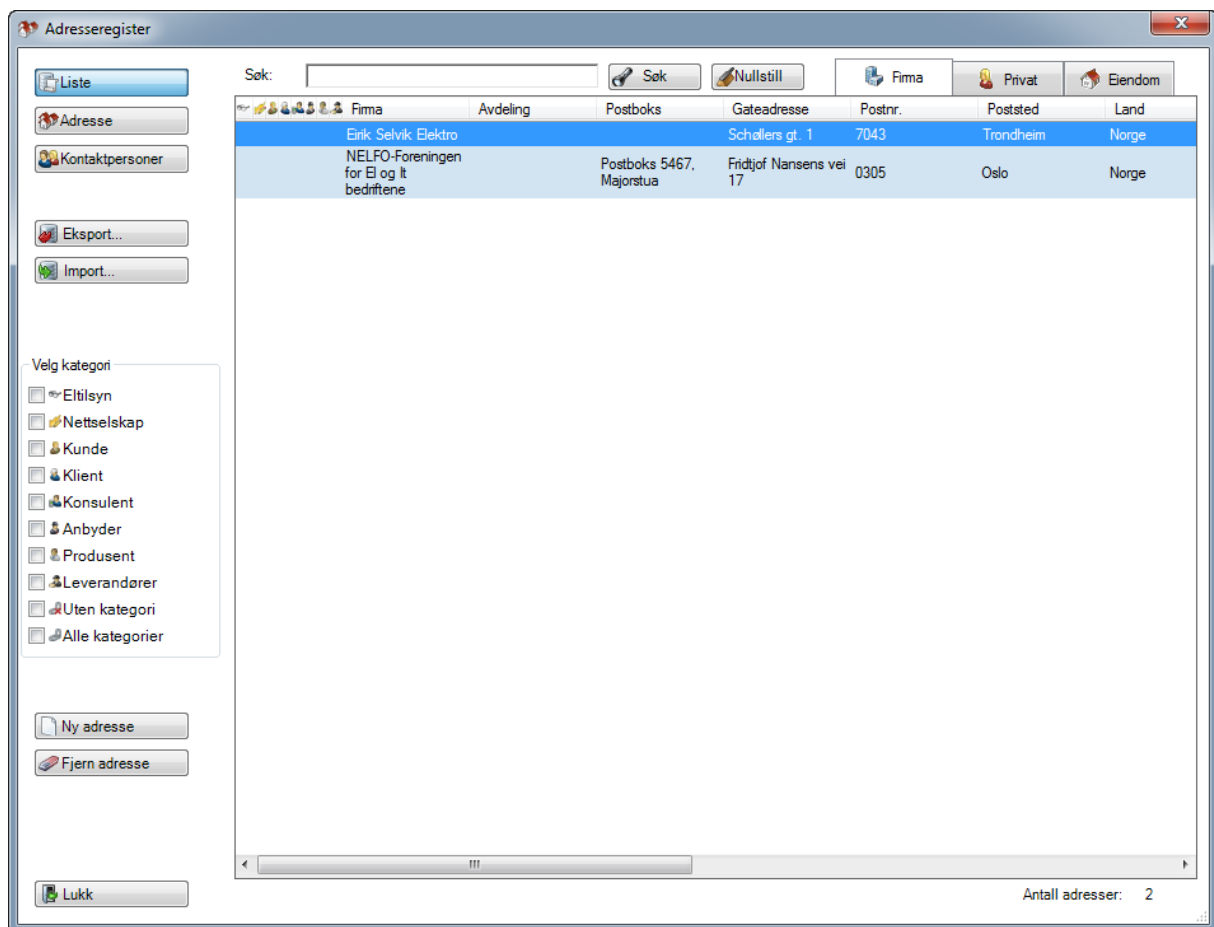 Adresseregister
Liste
Adresse
Kontaktpersoner
Eksport...
Import...
Velg kategori
Eltilsyn
Nettselskap
Kunde
Klient
Konsulent
Anbyder
Produsent
Leverandører
Uten kategori
Alle kategorier
Ny adresse
Fjern adresse
Lukk
Søk:
Søk
Nullstill
Firma
Privat
Eiendom
Firma Avdeling Postboks Gateadresse Postnr. Poststed Land
Eirik Selvik Elektro Schøllers gt. 1 7043 Trondheim Norge
NELFO-Foreningen
for El og It
bedriftene
Postboks 5467,
Majorstua
Fridtjof Nansens vei
17
0305 Oslo Norge
Antall adresser: 2